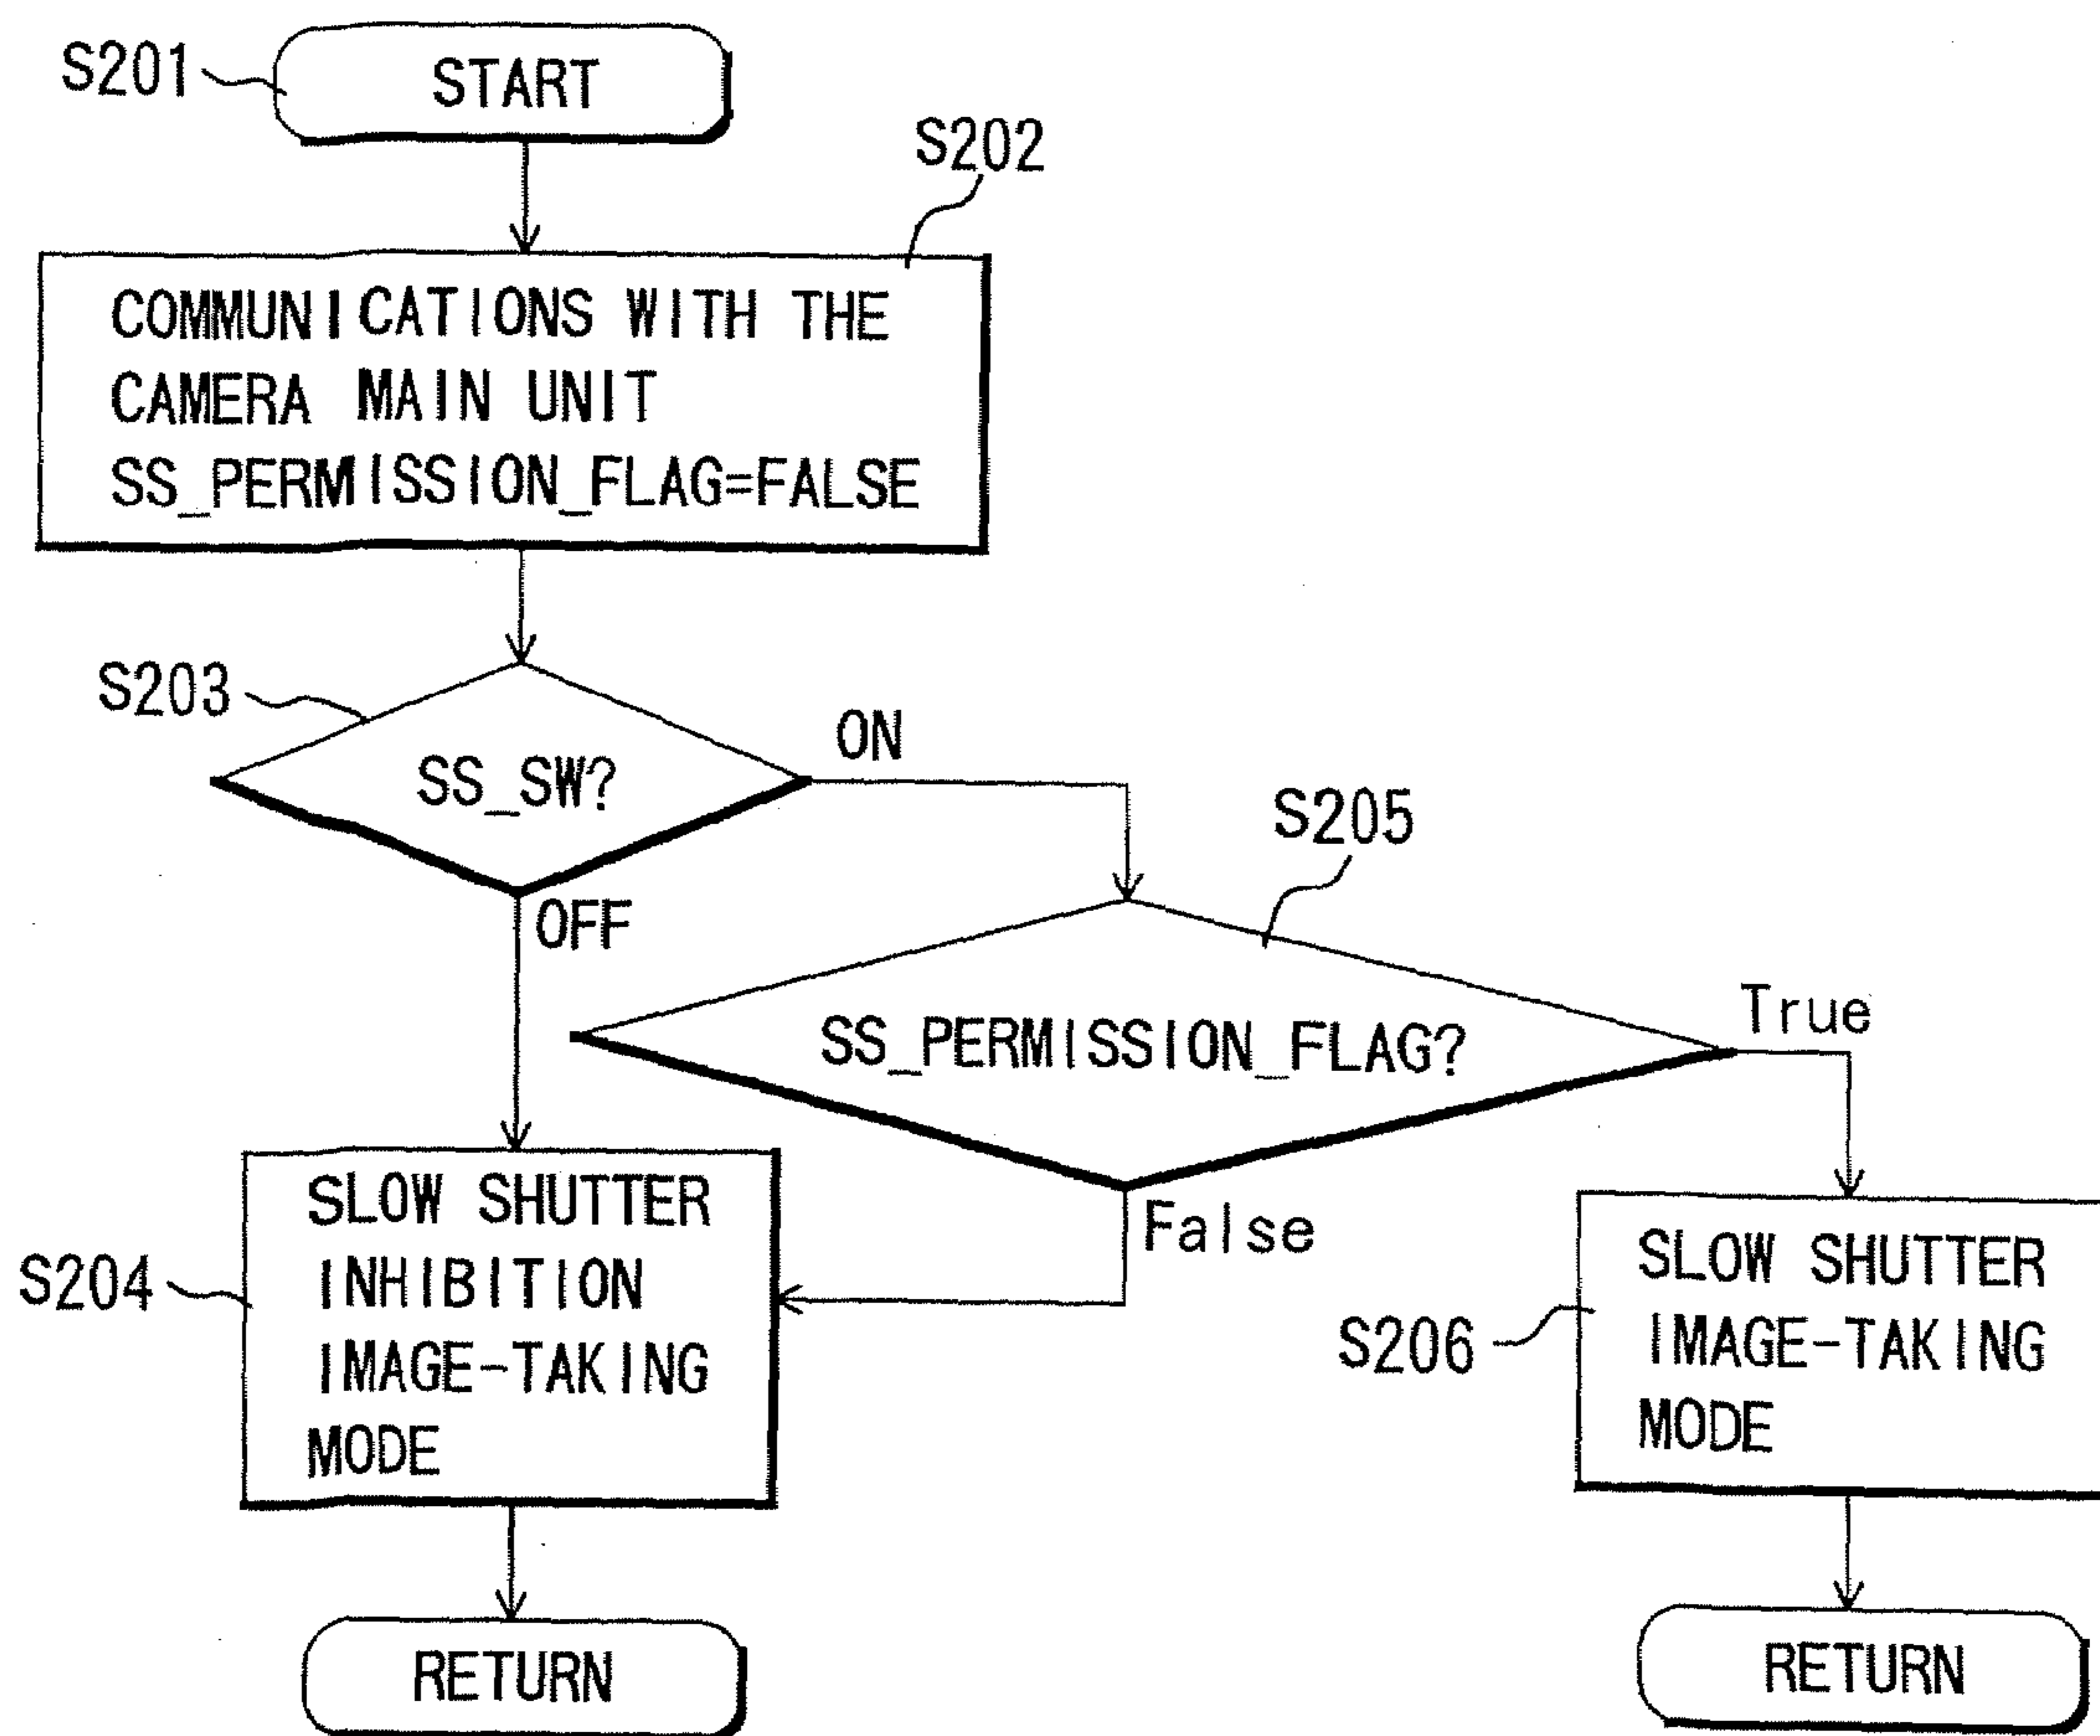 S201
START
S202
COMMUNICATIONS WITH THE
CAMERA MAIN UNIT
SS_PERMISSION_FLAG=FALSE
S203
SS_SW?
ON
OFF
S205
SS_PERMISSION_FLAG?
True
False
S204
SLOW SHUTTER
INHIBITION
IMAGE-TAKING
MODE
S206
SLOW SHUTTER
IMAGE-TAKING
MODE
RETURN
RETURN